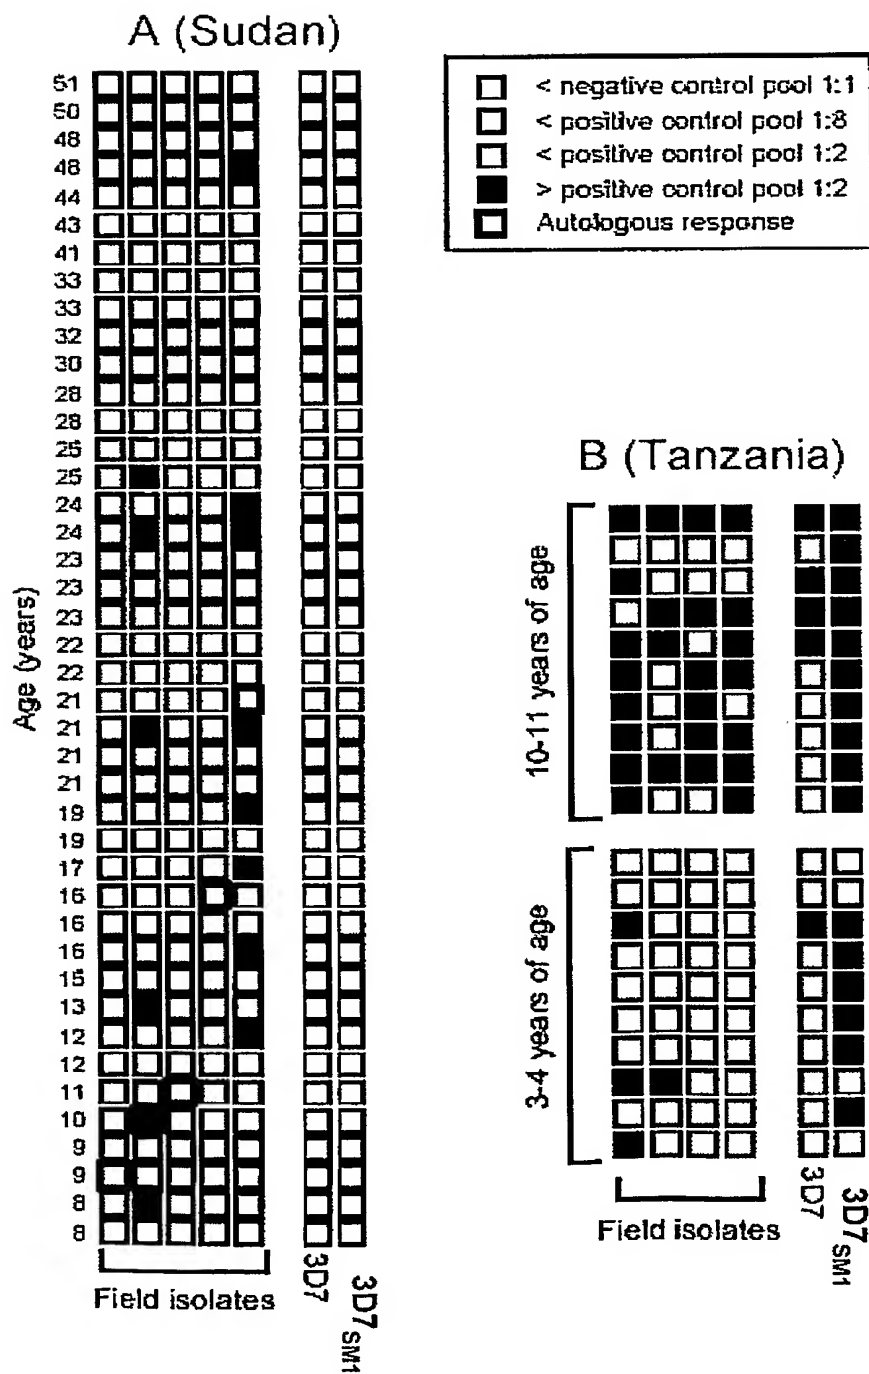 A (Sudan)
< negative control pool 1:1
< positive control pool 1:8
< positive control pool 1:2
> positive control pool 1:2
Autologous response
Age (years)
51
50
48
48
44
43
41
33
33
32
30
28
28
25
25
24
24
23
23
23
22
22
21
21
21
21
19
19
17
16
16
16
15
13
12
12
11
10
9
9
8
8
Field isolates
3D7
3D7SM1
B (Tanzania)
10-11 years of age
3-4 years of age
Field isolates
3D7
3D7SM1